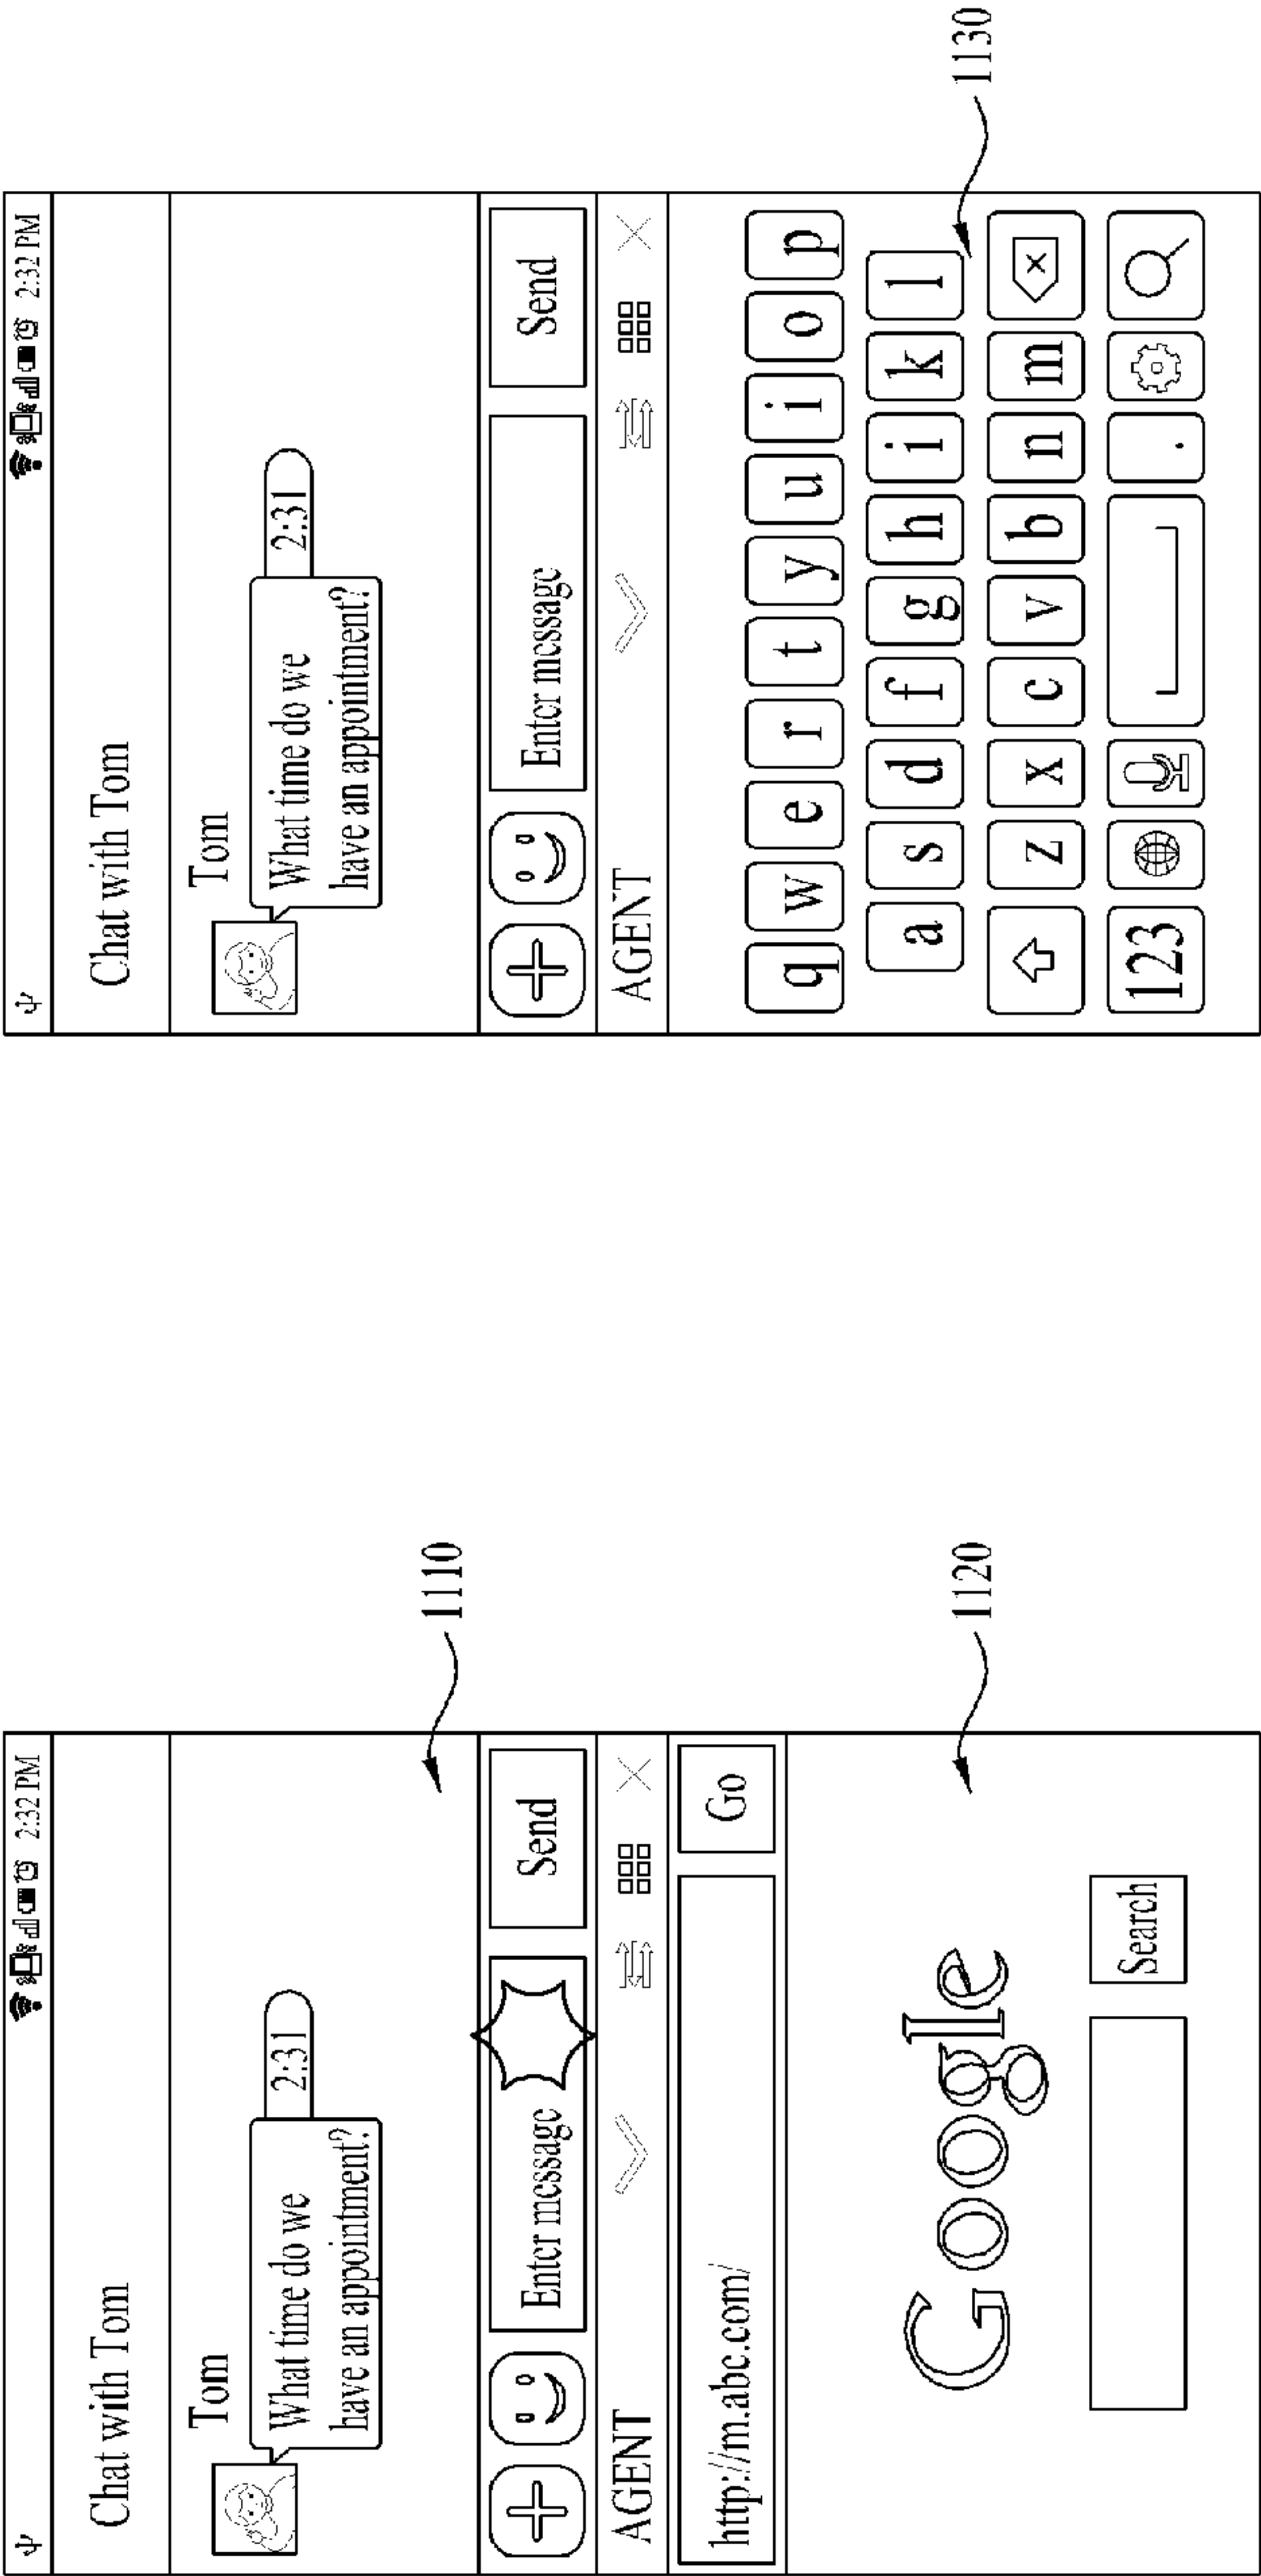 2:32 PM
Chat with Tom
Tom
What time do we
have an appointment?
2:31
Enter message
Send
1110
AGENT
http://m.abc.com/
Go
Google
1120
Search
2:32 PM
Chat with Tom
Tom
What time do we
have an appointment?
2:31
Enter message
Send
AGENT
q w e r t y u i o p
a s d f g h i k l
1130
z x c v b n m
123 .